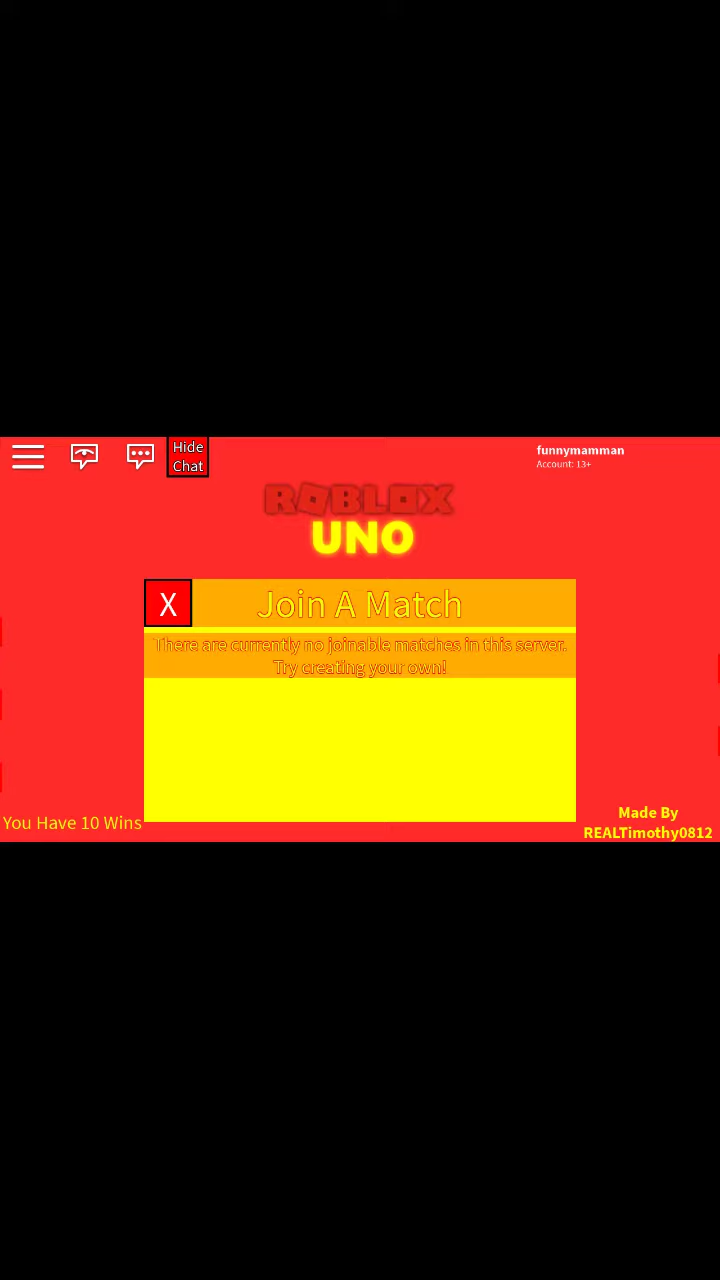 Hide
Chat
funnymamman
Account: 13+
ROBLOX
UNO
X
Join A Match
There are currently no joinable matches in this server.
Try creating your own!
You Have 10 Wins
Made By
REALTimothy0812